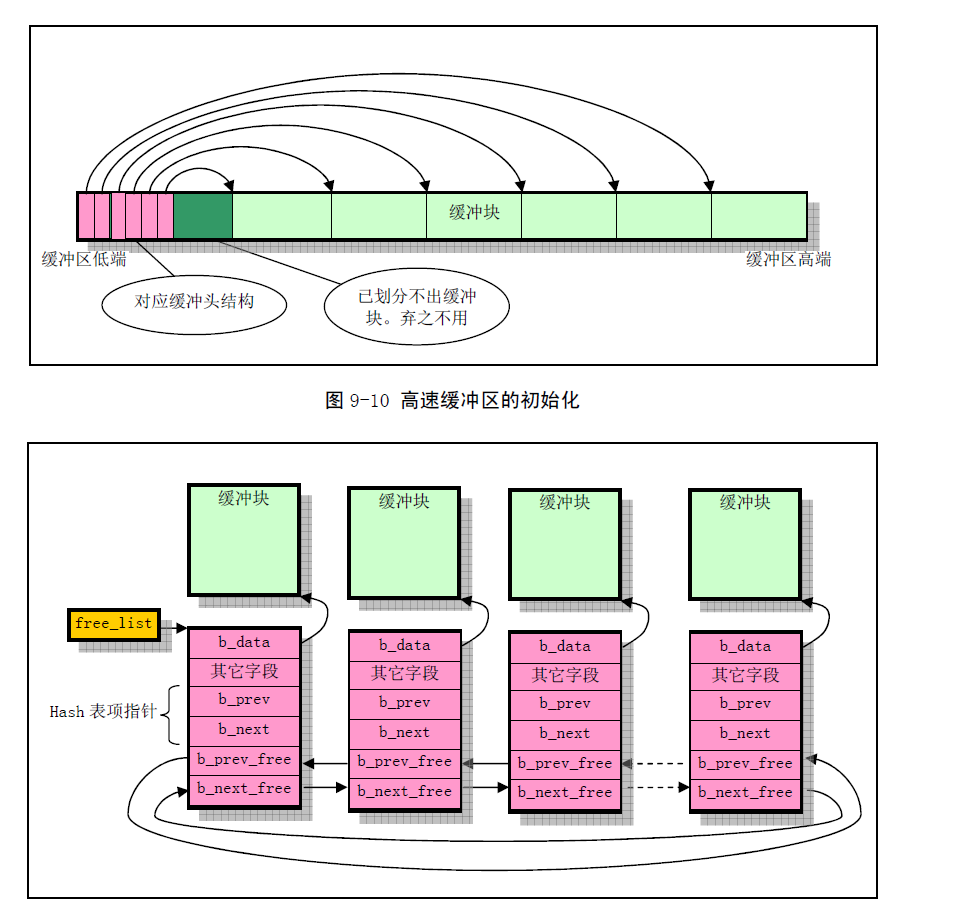 缓冲块
缓冲区低端
缓冲区高端
对应缓冲头结构
已划分不出缓冲
块。弃之不用
图 9-10 高速缓冲区的初始化
缓冲块
缓冲块
缓冲块
缓冲块
free_list
b_data
b_data
b_data
b_data
其它字段
其它字段
其它字段
其它字段
Hash 表项指针
b_prev
b_prev
b_prev
b_prev
b_next
b_next
b_next
b_next
b_prev_free
b_prev_free
b_prev_free
b_prev_free
b_next_free
b_next_free
b_next_free
b_next_free